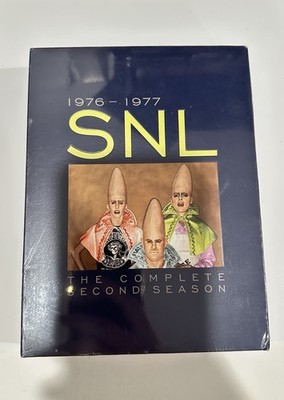 1976 – 1977
SNL
THE COMPLETE
SECOND SEASON